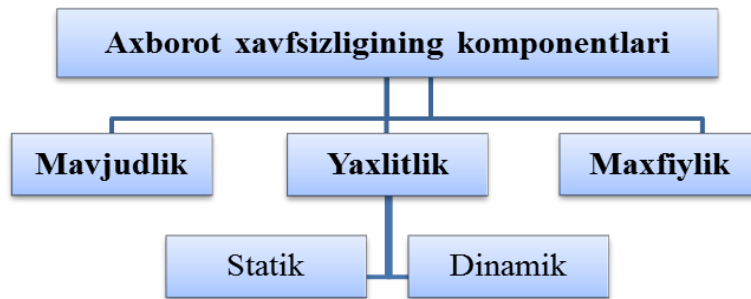 Axborot xavfsizligining komponentlari
Mavjudlik
Yaxlitlik
Maxfiylik
Statik
Dinamik